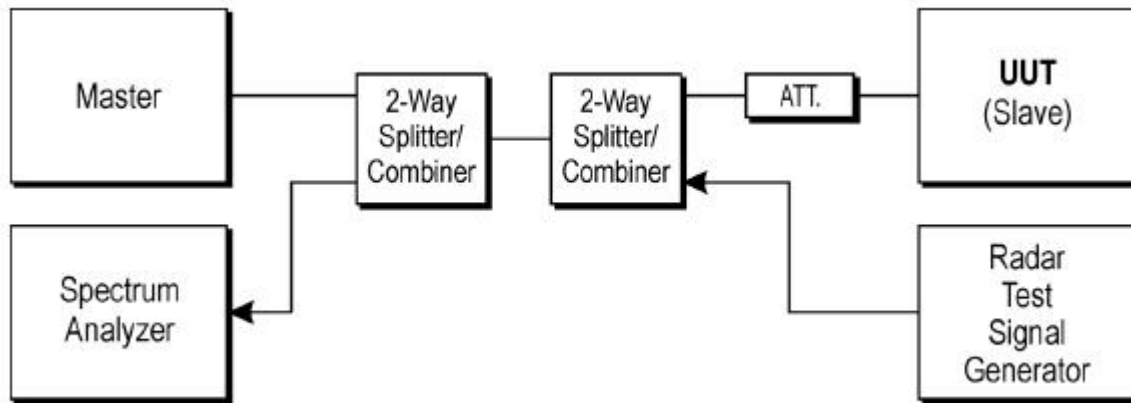 Master
2-Way
Splitter/
Combiner
2-Way
Splitter/
Combiner
ATT.
UUT
(Slave)
Spectrum
Analyzer
Radar
Test
Signal
Generator